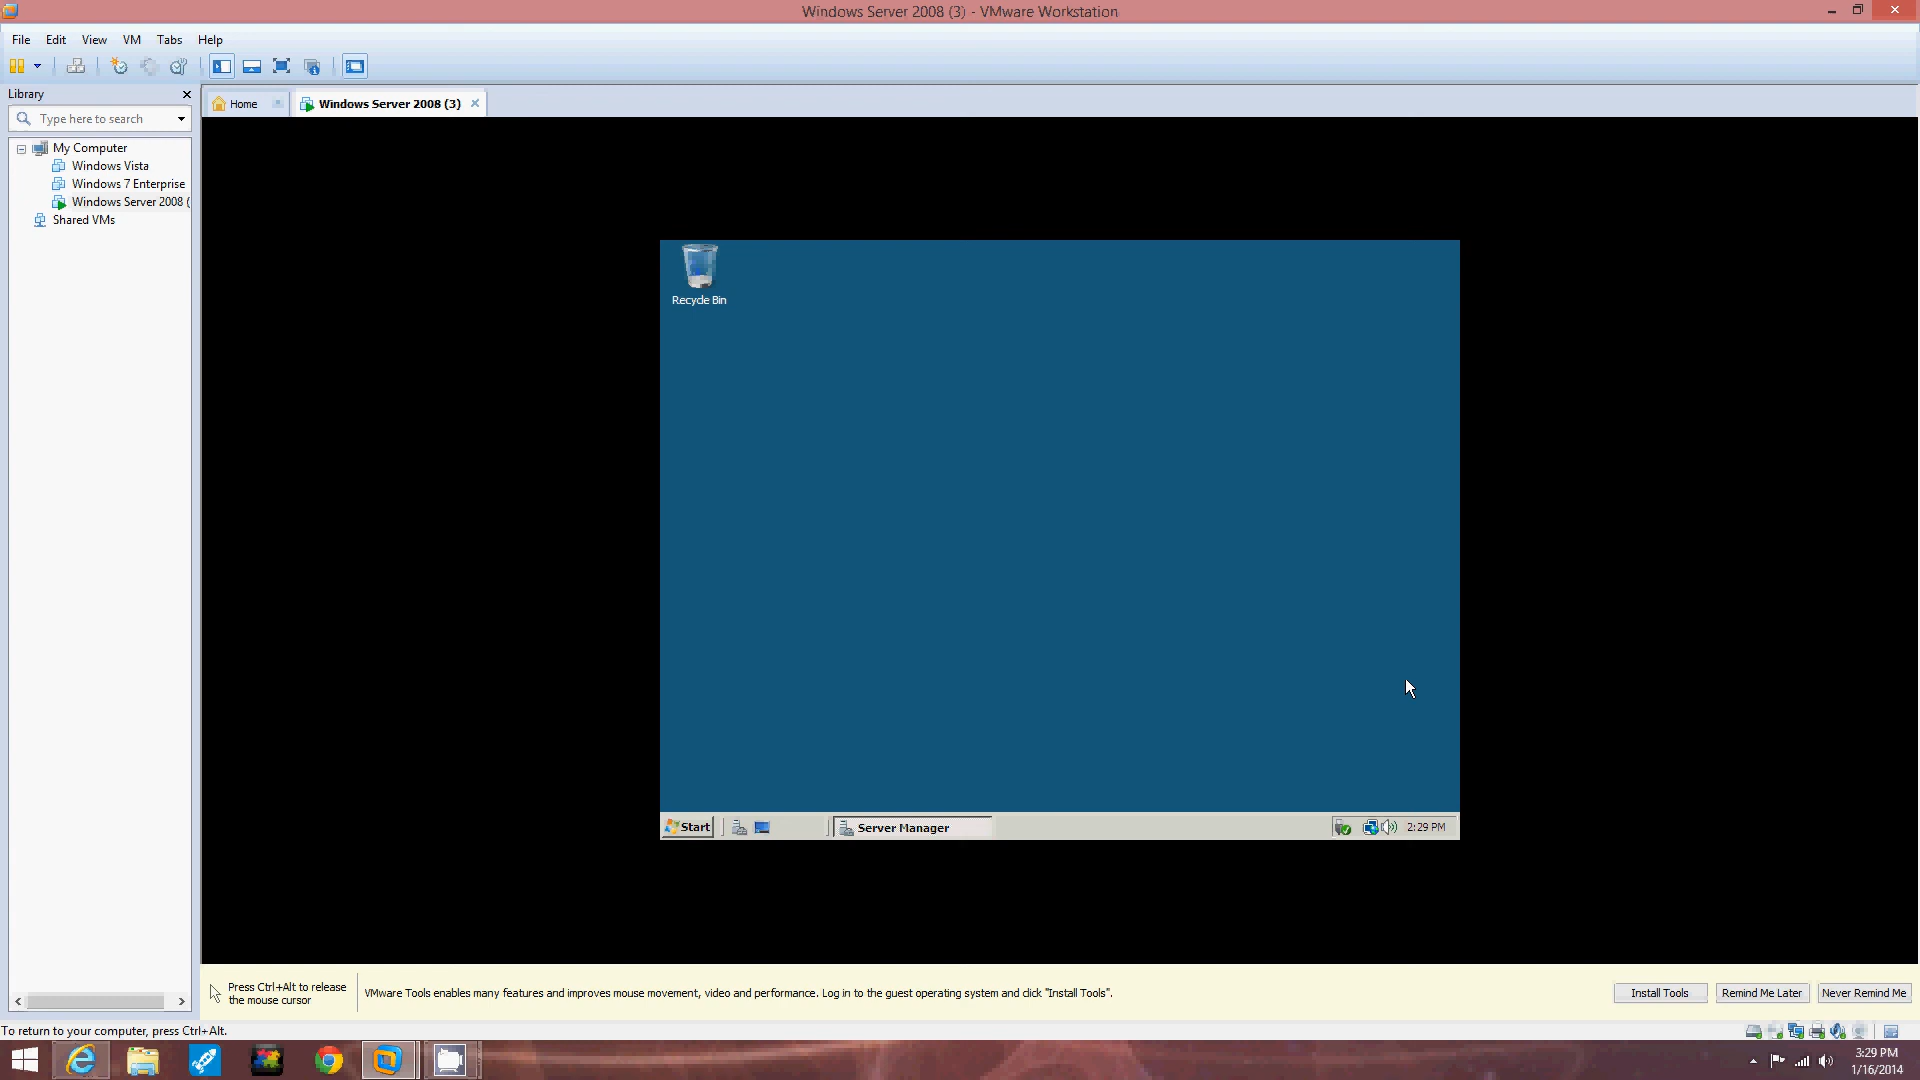 Windows Server 2008 (3) - VMware Workstation
File Edit View VM Tabs Help
Library
Home
Windows Server 2008 (3)
Type here to search
My Computer
Windows Vista
Windows 7 Enterprise
Windows Server 2008 (
Shared VMs
Recycle Bin
Start
Server Manager
2:29 PM
Press Ctrl+Alt to release
the mouse cursor
VMware Tools enables many features and improves mouse movement, video and performance. Log in to the guest operating system and click "Install Tools".
Install Tools
Remind Me Later
Never Remind Me
To return to your computer, press Ctrl+Alt.
3:29 PM
1/16/2014